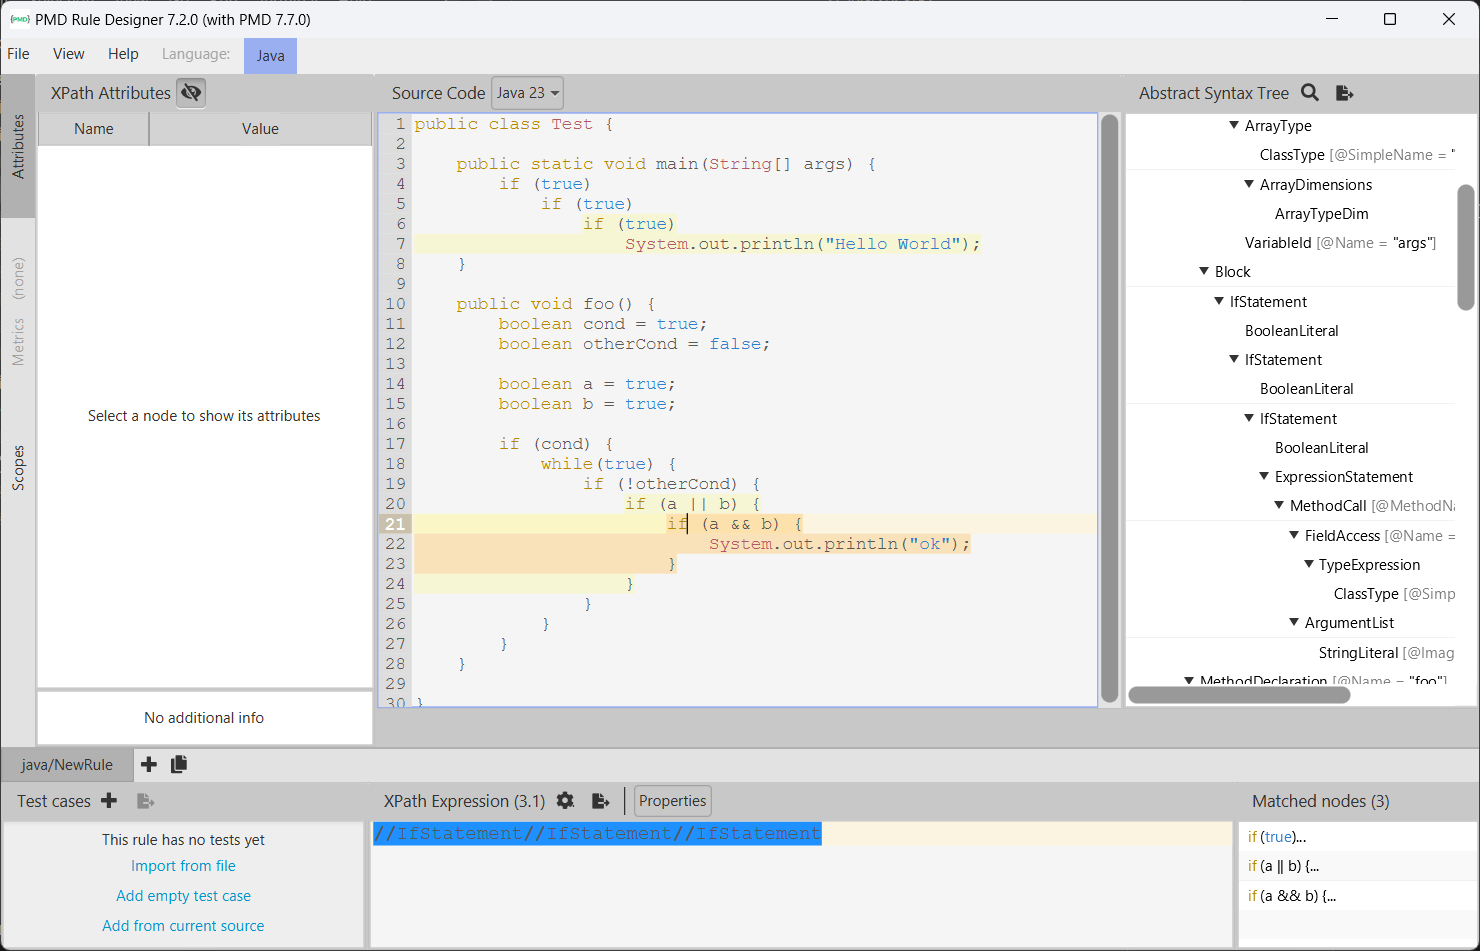 {PMD} PMD Rule Designer 7.2.0 (with PMD 7.7.0)
File View Help Language: Java
Attributes
Metrics (none)
Scopes
XPath Attributes
Name Value
Select a node to show its attributes
No additional info
Source Code Java 23
1 public class Test {
2
3 public static void main(String[] args) {
4 if (true)
5 if (true)
6 if (true)
7 System.out.println("Hello World");
8 }
9
10 public void foo() {
11 boolean cond = true;
12 boolean otherCond = false;
13
14 boolean a = true;
15 boolean b = true;
16
17 if (cond) {
18 while(true) {
19 if (!otherCond) {
20 if (a || b) {
21 if (a && b) {
22 System.out.println("ok");
23 }
24 }
25 }
26 }
27 }
28 }
29
30 }
Abstract Syntax Tree
ArrayType
ClassType [@SimpleName = "
ArrayDimensions
ArrayTypeDim
VariableId [@Name = "args"]
Block
IfStatement
BooleanLiteral
IfStatement
BooleanLiteral
IfStatement
BooleanLiteral
ExpressionStatement
MethodCall [@MethodNa
FieldAccess [@Name =
TypeExpression
ClassType [@Simp
ArgumentList
StringLiteral [@Imag
MethodDeclaration [@Name = "foo"]
java/NewRule
Test cases
This rule has no tests yet
Import from file
Add empty test case
Add from current source
XPath Expression (3.1) Properties
//IfStatement//IfStatement//IfStatement
Matched nodes (3)
if (true)...
if (a || b) {...
if (a && b) {...